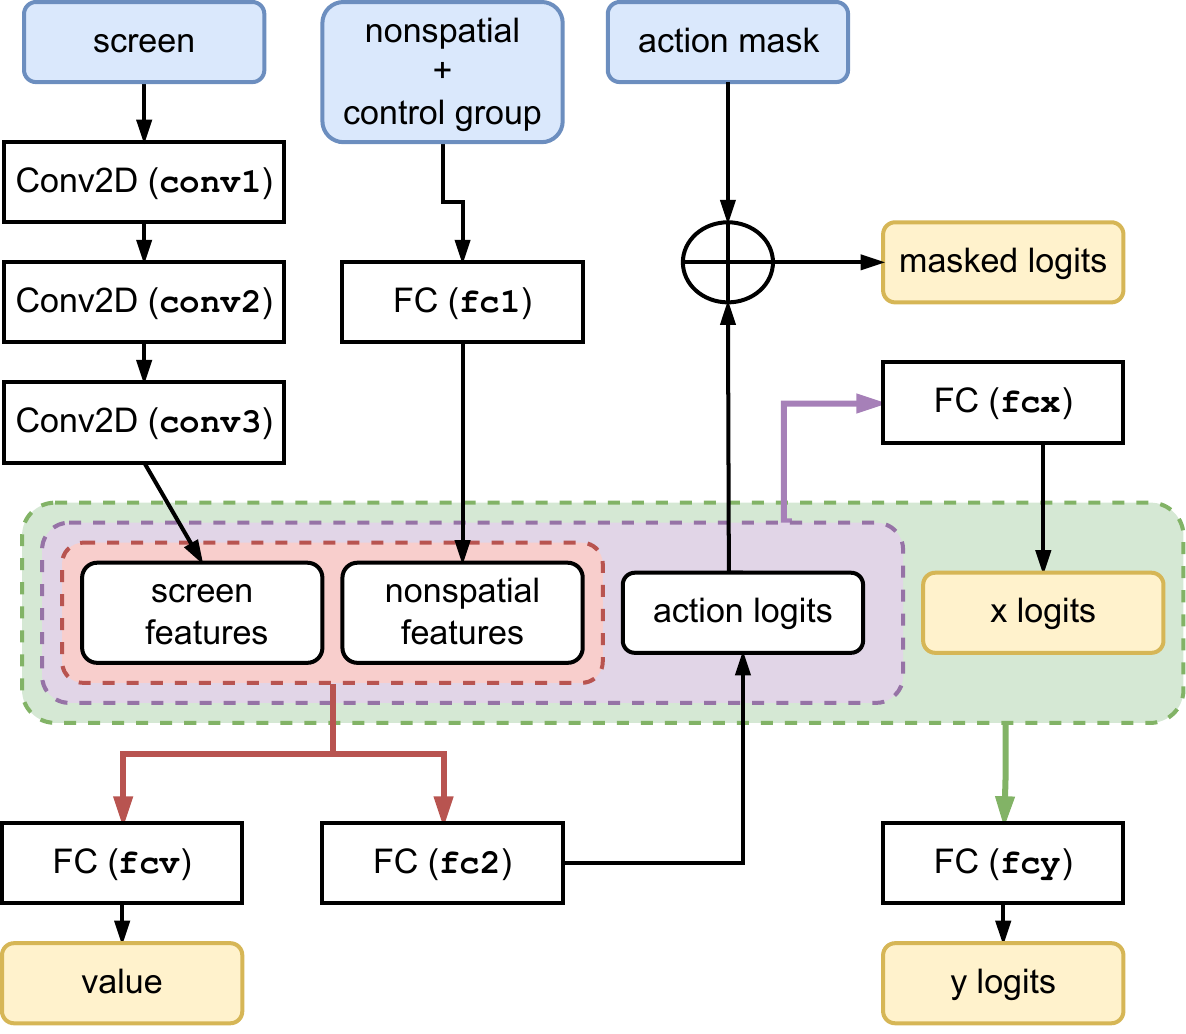 screen
nonspatial
+
control group
action mask
Conv2D (conv1)
Conv2D (conv2)
FC (fc1)
masked logits
Conv2D (conv3)
FC (fcx)
screen
features
nonspatial
features
action logits
x logits
FC (fcv)
FC (fc2)
FC (fcy)
value
y logits